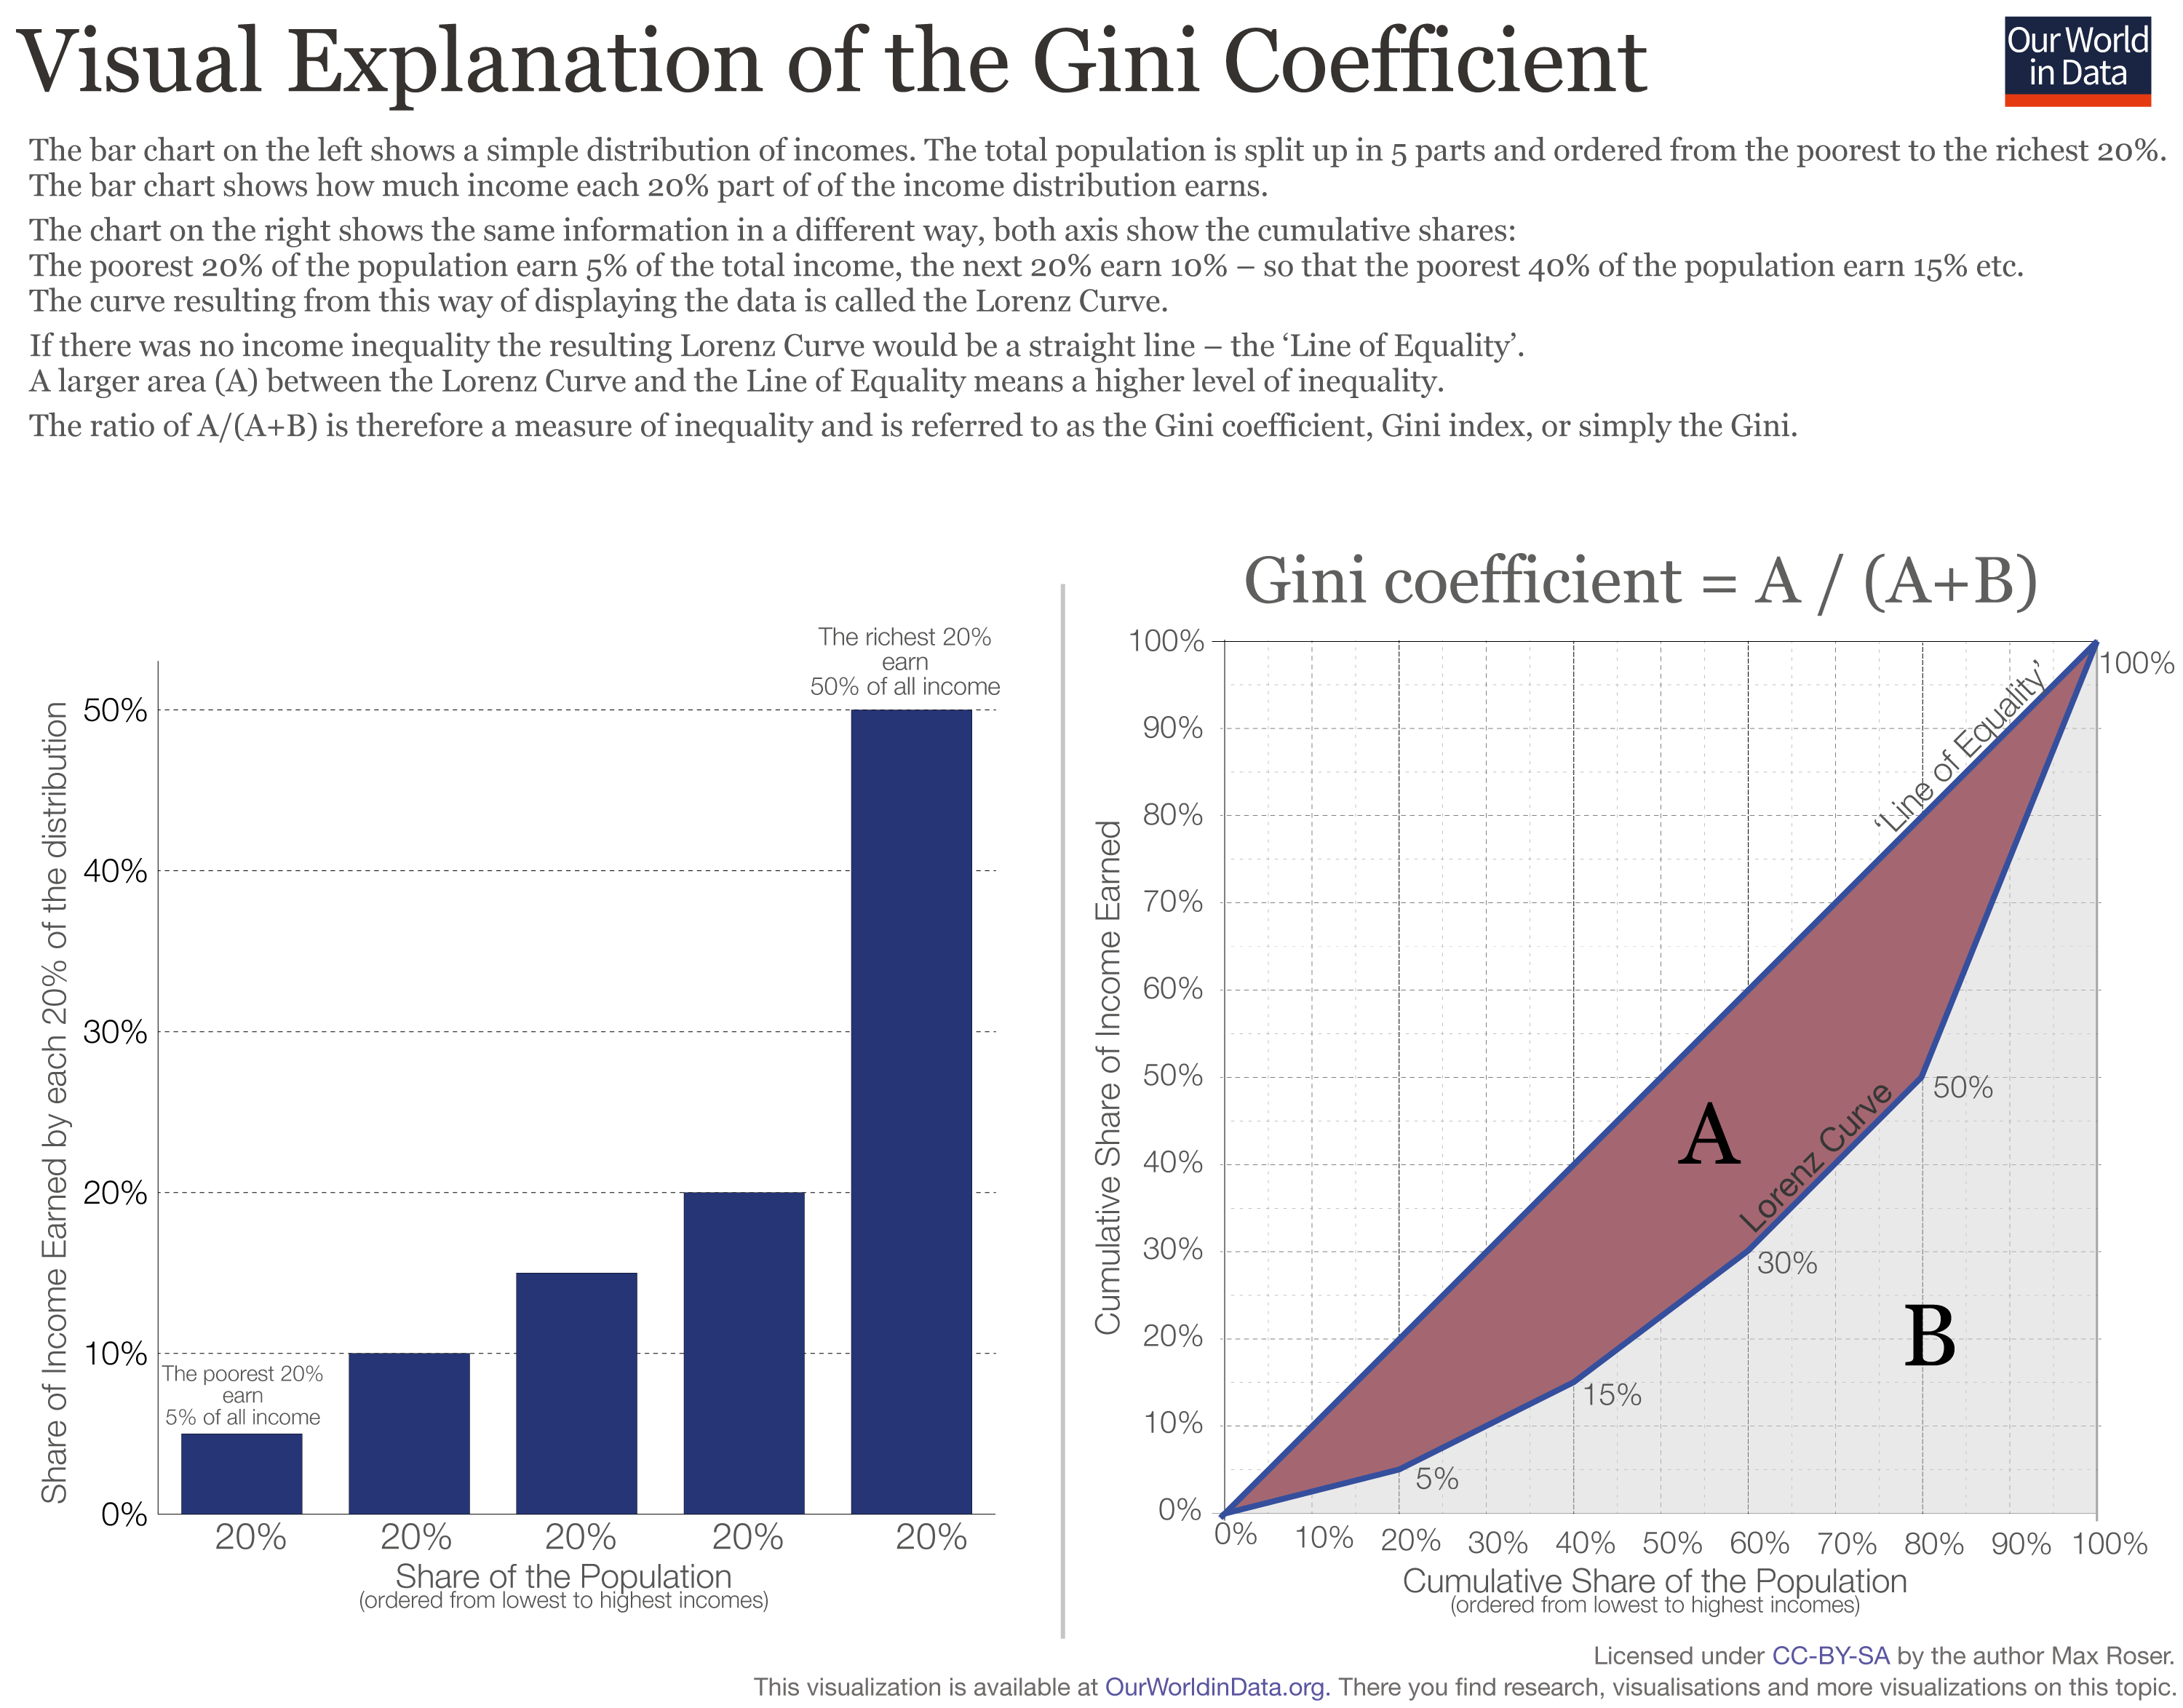 Visual Explanation of the Gini Coefficient
Our World
in Data
The bar chart on the left shows a simple distribution of incomes. The total population is split up in 5 parts and ordered from the poorest to the richest 20%.
The bar chart shows how much income each 20% part of of the income distribution earns.
The chart on the right shows the same information in a different way, both axis show the cumulative shares:
The poorest 20% of the population earn 5% of the total income, the next 20% earn 10% – so that the poorest 40% of the population earn 15% etc.
The curve resulting from this way of displaying the data is called the Lorenz Curve.
If there was no income inequality the resulting Lorenz Curve would be a straight line – the ‘Line of Equality’.
A larger area (A) between the Lorenz Curve and the Line of Equality means a higher level of inequality.
The ratio of A/(A+B) is therefore a measure of inequality and is referred to as the Gini coefficient, Gini index, or simply the Gini.
Share of Income Earned by each 20% of the distribution
50%
40%
30%
20%
10%
0%
The richest 20%
earn
50% of all income
The poorest 20%
earn
5% of all income
20% 20% 20% 20% 20%
Share of the Population
(ordered from lowest to highest incomes)
Gini coefficient = A / (A+B)
Cumulative Share of Income Earned
100%
90%
80%
70%
60%
50%
40%
30%
20%
10%
0%
100%
‘Line of Equality’
A
Lorenz Curve
50%
30%
B
15%
5%
0% 10% 20% 30% 40% 50% 60% 70% 80% 90% 100%
Cumulative Share of the Population
(ordered from lowest to highest incomes)
Licensed under CC-BY-SA by the author Max Roser.
This visualization is available at OurWorldinData.org. There you find research, visualisations and more visualizations on this topic.